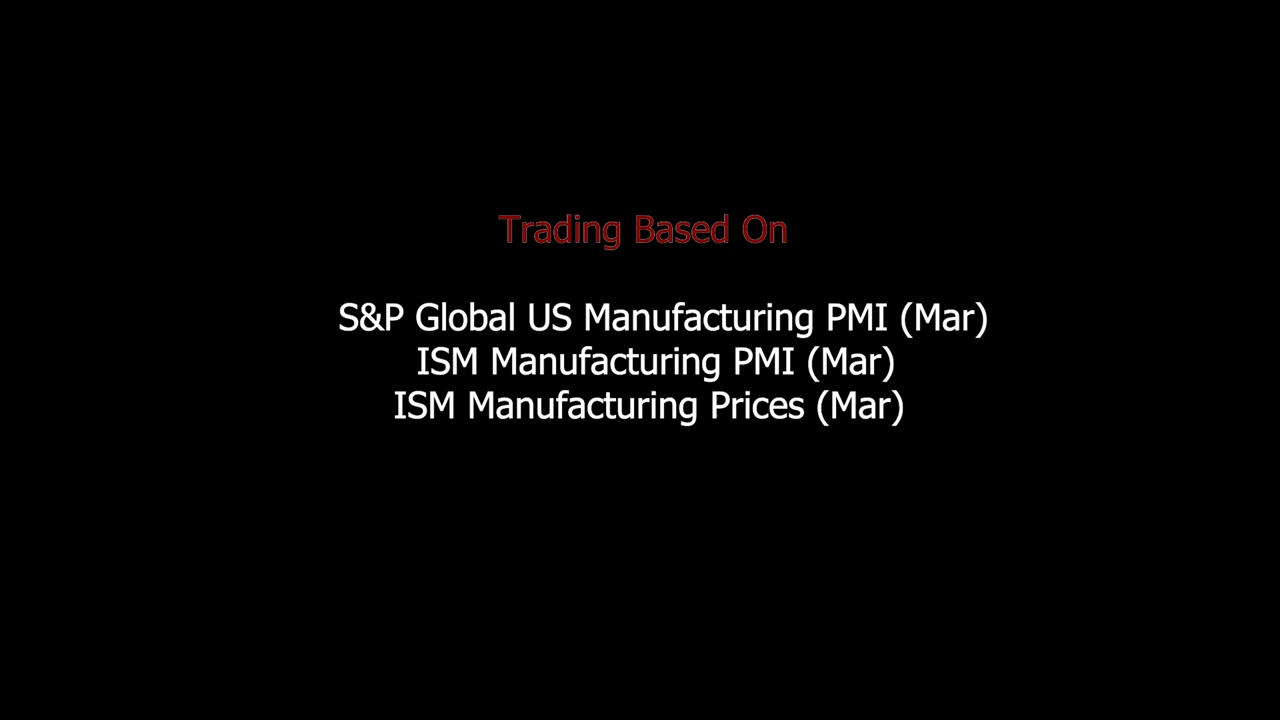 Trading Based On
S&P Global US Manufacturing PMI (Mar)
ISM Manufacturing PMI (Mar)
ISM Manufacturing Prices (Mar)